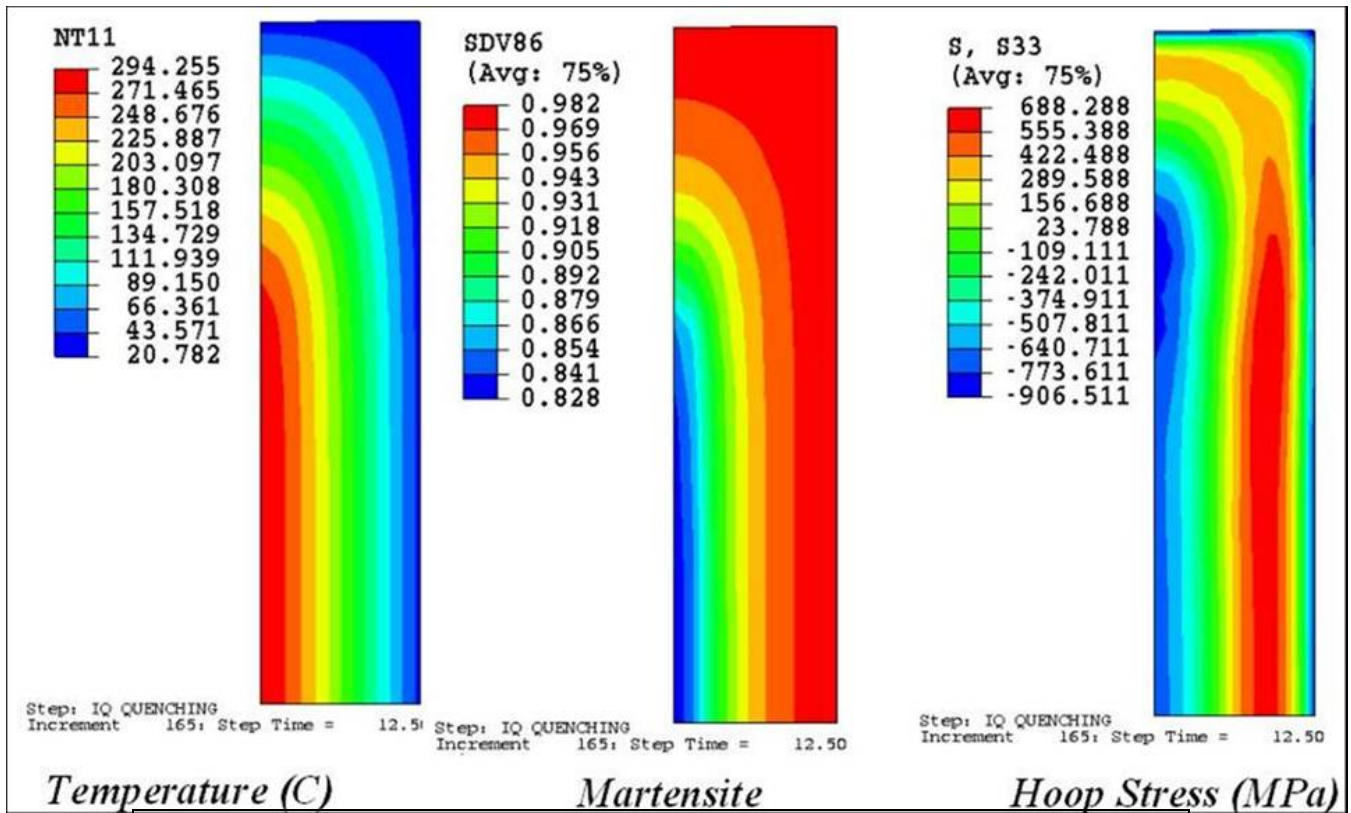 NT11
294.255
271.465
248.676
225.887
203.097
180.308
157.518
134.729
111.939
89.150
66.361
43.571
20.782
Step: IQ QUENCHING
Increment 165: Step Time = 12.5
Temperature (C)
SDV86
(Avg: 75%)
0.982
0.969
0.956
0.943
0.931
0.918
0.905
0.892
0.879
0.866
0.854
0.841
0.828
Step: IQ QUENCHING
Increment 165: Step Time = 12.50
Martensite
S, S33
(Avg: 75%)
688.288
555.388
422.488
289.588
156.688
23.788
-109.111
-242.011
-374.911
-507.811
-640.711
-773.611
-906.511
Step: IQ QUENCHING
Increment 165: Step Time = 12.50
Hoop Stress (MPa)